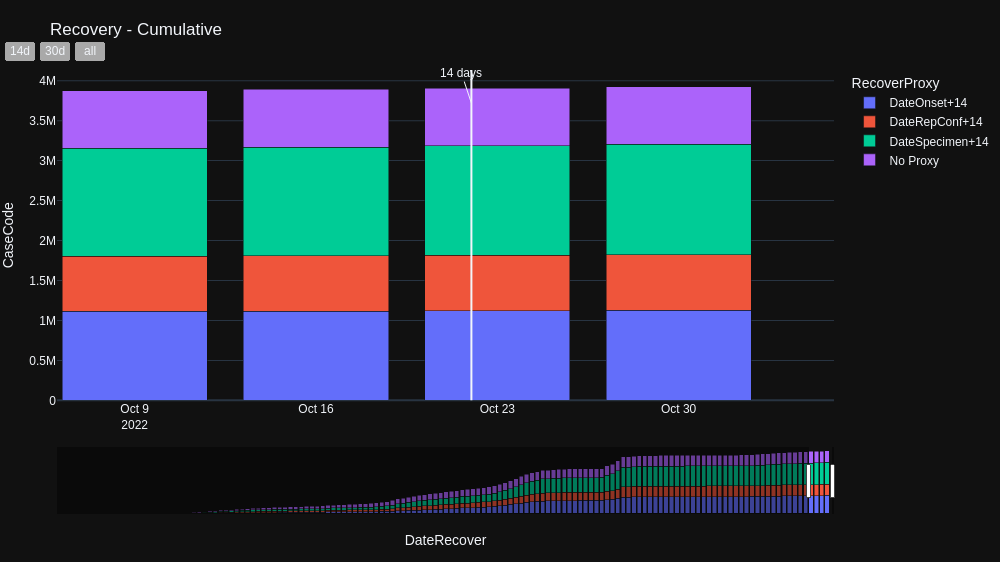 Recovery - Cumulative
14d 30d all
14 days
4M
3.5M
3M
2.5M
2M
1.5M
1M
0.5M
0
CaseCode
Oct 9
2022
Oct 16
Oct 23
Oct 30
DateRecover
RecoverProxy
DateOnset+14
DateRepConf+14
DateSpecimen+14
No Proxy